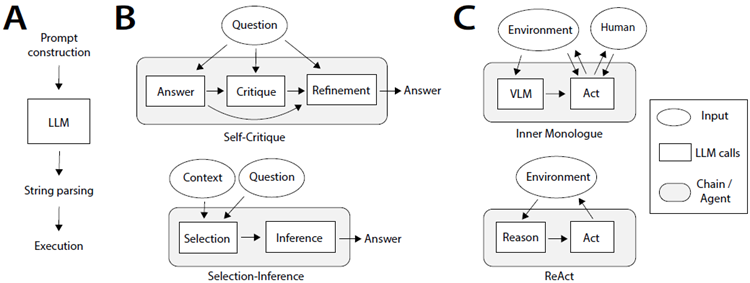 A
Prompt
construction
LLM
String parsing
Execution
B
Question
Answer
Critique
Refinement
Answer
Self-Critique
Context
Question
Selection
Inference
Answer
Selection-Inference
C
Environment
Human
VLM
Act
Inner Monologue
Environment
Reason
Act
ReAct
Input
LLM calls
Chain /
Agent